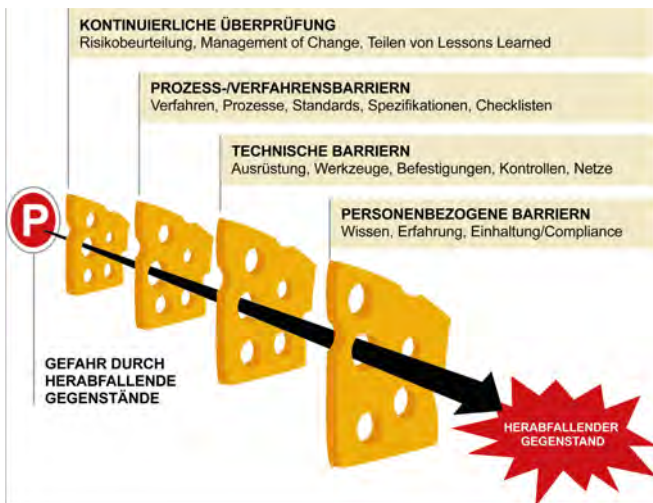 KONTINUIERLICHE ÜBERPRÜFUNG
Risikobeurteilung, Management of Change, Teilen von Lessons Learned
PROZESS-/VERFAHRENSBARRIERN
Verfahren, Prozesse, Standards, Spezifikationen, Checklisten
TECHNISCHE BARRIERN
Ausrüstung, Werkzeuge, Befestigungen, Kontrollen, Netze
PERSONENBEZOGENE BARRIERN
Wissen, Erfahrung, Einhaltung/Compliance
P
GEFAHR DURCH
HERABFALLENDE
GEGENSTÄNDE
HERABFALLENDER
GEGENSTAND